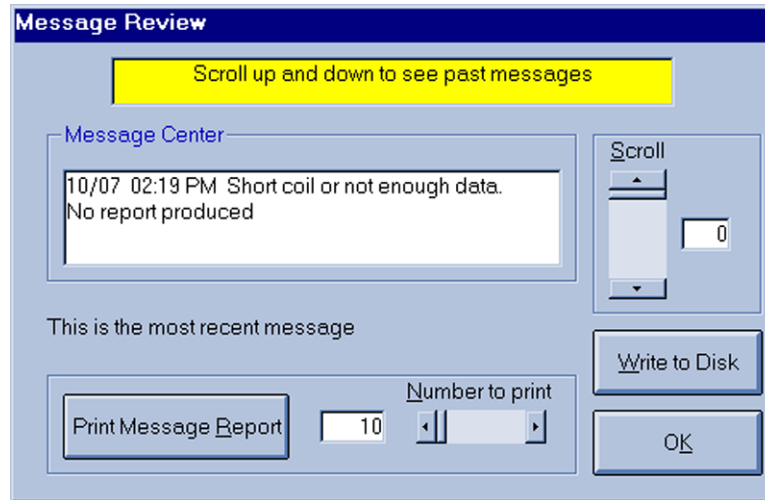 Message Review
Scroll up and down to see past messages
Message Center
10/07 02:19 PM Short coil or not enough data.
No report produced
Scroll
0
This is the most recent message
Write to Disk
Number to print
Print Message Report
10
OK